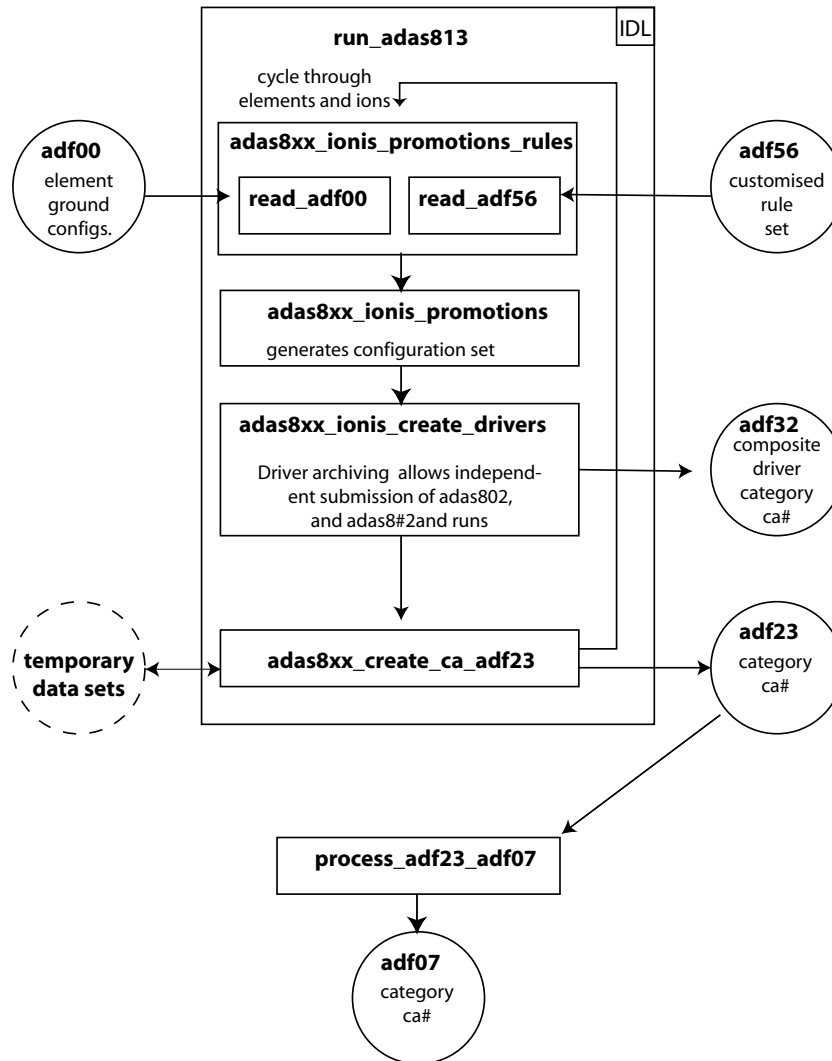 run_adas813
IDL
cycle through
elements and ions
adas8xx_ionis_promotions_rules
adf00
element
ground
configs.
read_adf00
read_adf56
adf56
customised
rule
set
adas8xx_ionis_promotions
generates configuration set
adas8xx_ionis_create_drivers
Driver archiving allows independ-
ent submission of adas802,
and adas8#2and runs
adf32
composite
driver
category
ca#
temporary
data sets
adas8xx_create_ca_adf23
adf23
category
ca#
process_adf23_adf07
adf07
category
ca#